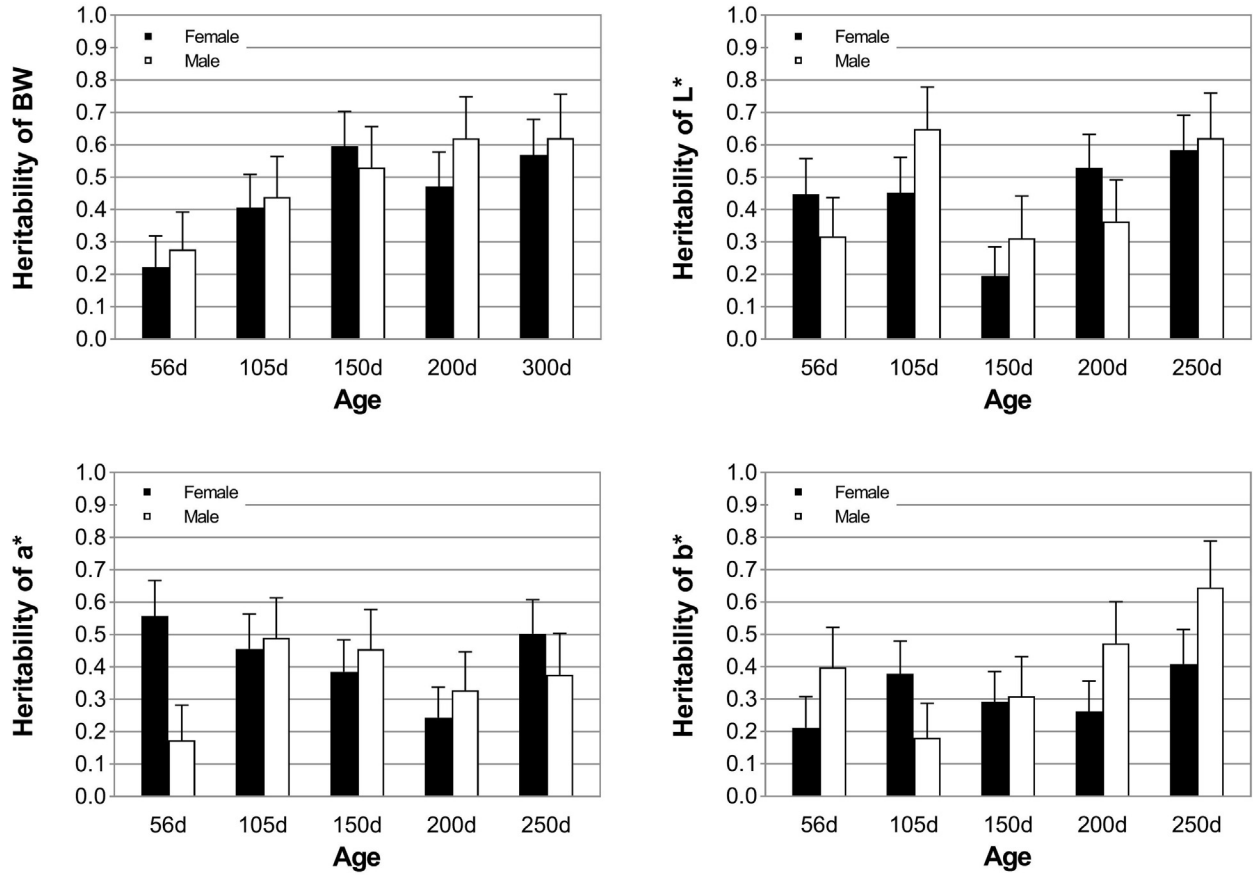 Heritability of BW
1.0
0.9
0.8
0.7
0.6
0.5
0.4
0.3
0.2
0.1
0.0
Female
Male
56d 105d 150d 200d 300d
Age
Heritability of L*
1.0
0.9
0.8
0.7
0.6
0.5
0.4
0.3
0.2
0.1
0.0
Female
Male
56d 105d 150d 200d 250d
Age
Heritability of a*
1.0
0.9
0.8
0.7
0.6
0.5
0.4
0.3
0.2
0.1
0.0
Female
Male
56d 105d 150d 200d 250d
Age
Heritability of b*
1.0
0.9
0.8
0.7
0.6
0.5
0.4
0.3
0.2
0.1
0.0
Female
Male
56d 105d 150d 200d 250d
Age